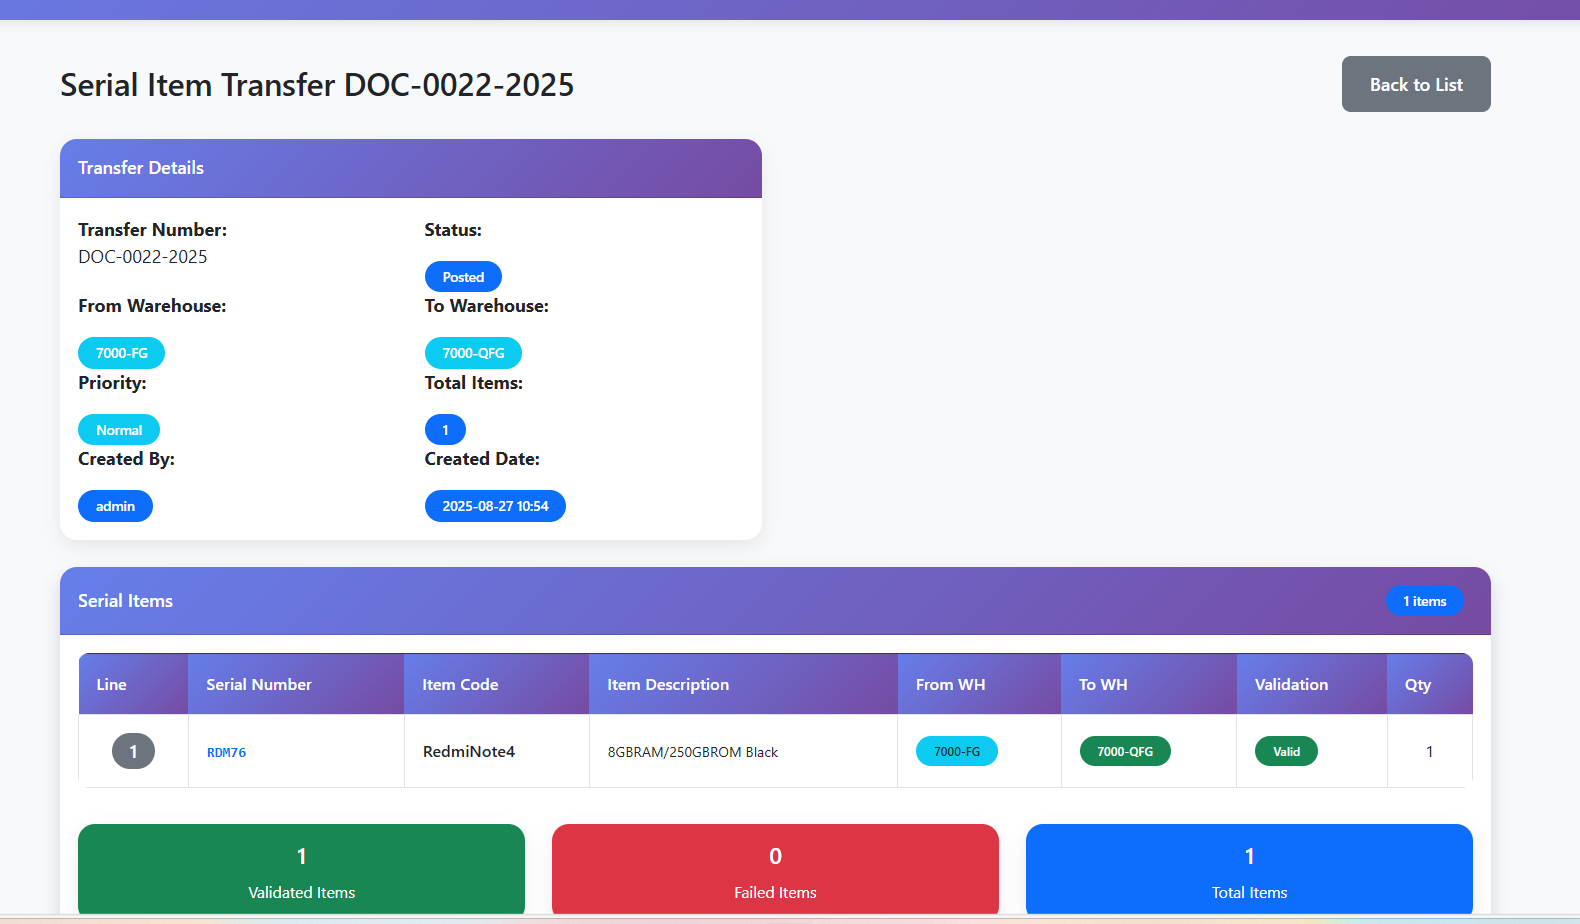 Serial Item Transfer DOC-0022-2025
Back to List
Transfer Details
Transfer Number:
DOC-0022-2025
Status:
Posted
From Warehouse:
7000-FG
To Warehouse:
7000-QFG
Priority:
Normal
Total Items:
1
Created By:
admin
Created Date:
2025-08-27 10:54
Serial Items
1 items
Line Serial Number Item Code Item Description From WH To WH Validation Qty
1 RDM76 RedmiNote4 8GBRAM/250GBROM Black 7000-FG 7000-QFG Valid 1
1
Validated Items
0
Failed Items
1
Total Items